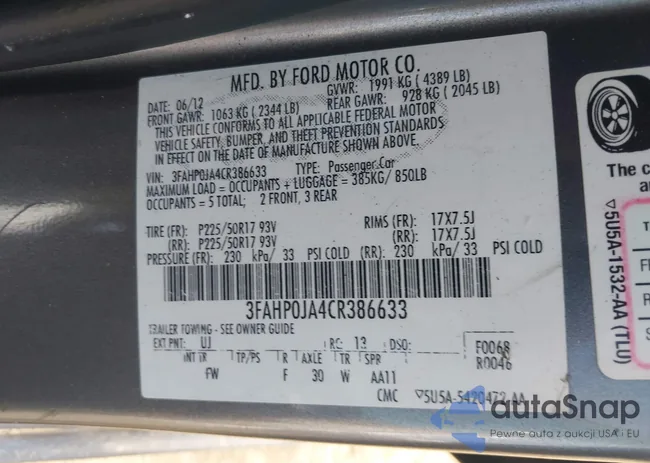 MFD. BY FORD MOTOR CO.
DATE: 06/12 GVWR: 1991 KG ( 4389 LB)
FRONT GAWR: 1063 KG ( 2344 LB) REAR GAWR: 928 KG ( 2045 LB)
THIS VEHICLE CONFORMS TO ALL APPLICABLE FEDERAL MOTOR
VEHICLE SAFETY, BUMPER, AND THEFT PREVENTION STANDARDS
IN EFFECT ON THE DATE OF MANUFACTURE SHOWN ABOVE.
VIN: 3FAHP0JA4CR386633 TYPE: Passenger Car
MAXIMUM LOAD = OCCUPANTS + LUGGAGE = 385KG/ 850LB
OCCUPANTS = 5 TOTAL; 2 FRONT, 3 REAR
TIRE (FR): P225/50R17 93V RIMS (FR): 17X7.5J
(RR): P225/50R17 93V (RR): 17X7.5J
PRESSURE (FR): 230 kPa/ 33 PSI COLD (RR): 230 kPa/ 33 PSI COLD
3FAHP0JA4CR386633
TRAILER TOWING - SEE OWNER GUIDE
EXT PNT: UJ RC: 13 DSO: F0068
R0046
INT TR TP/PS R AXLE TR SPR
FW F 30 W AA11
CMC ▽5U5A-5420472-AA
The c
▽5U5A-1532-AA (TLU)
autoSnap
Pewne auto z aukcji USA i EU